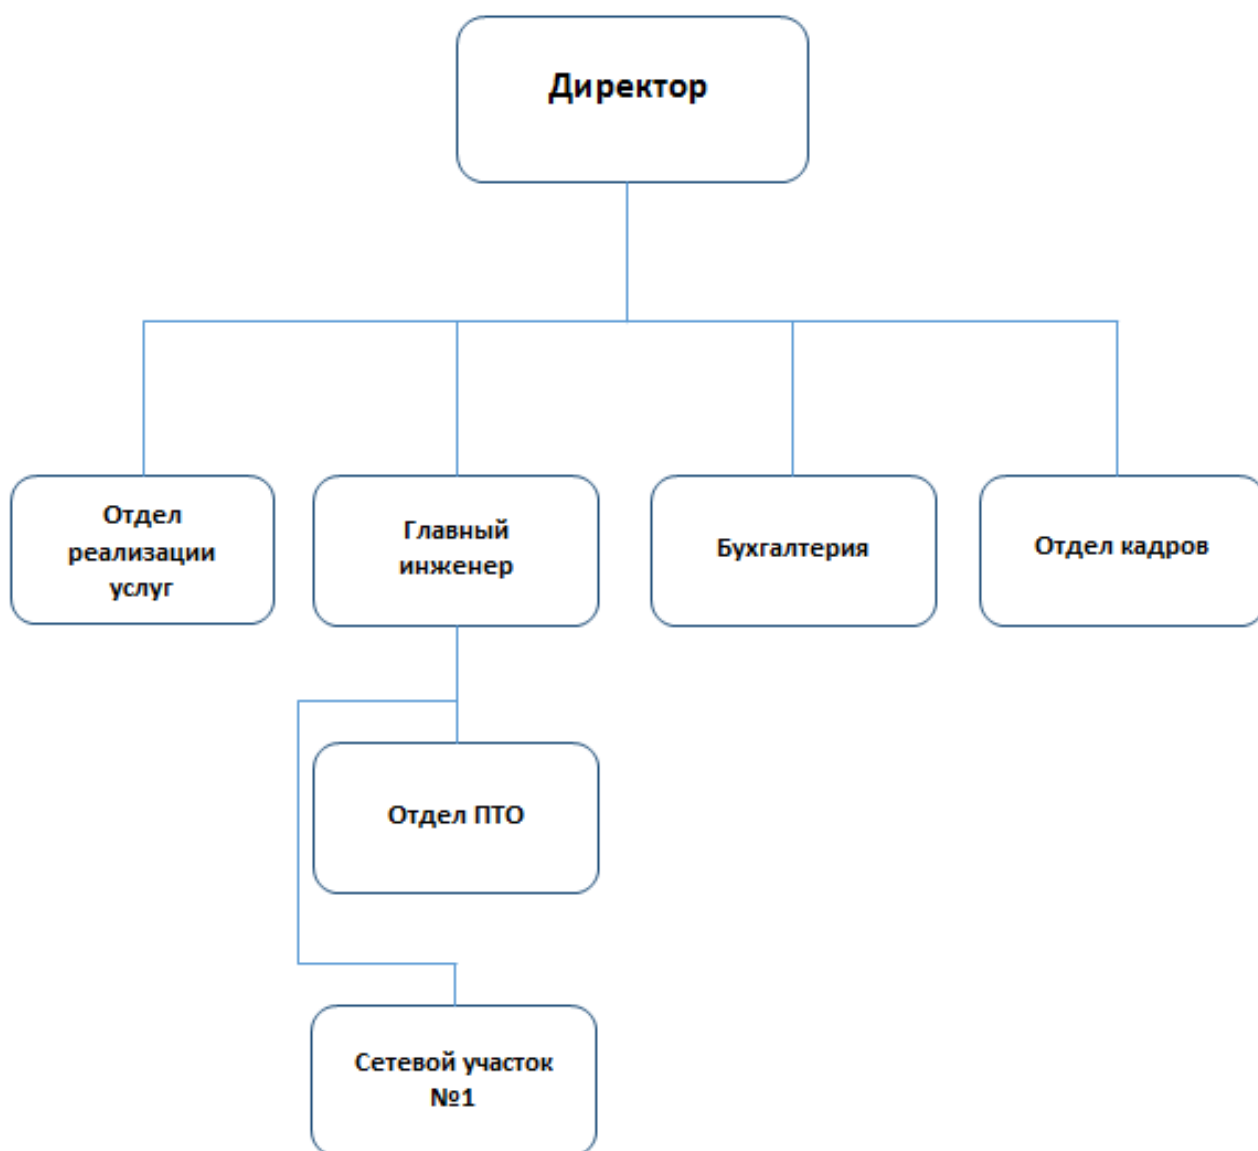 Директор
Отдел
реализации
услуг
Главный
инженер
Бухгалтерия
Отдел кадров
Отдел ПТО
Сетевой участок
№1